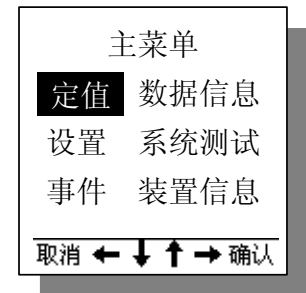 主菜单
定值 数据信息
设置 系统测试
事件 装置信息
取消 ← ↓ ↑ → 确认